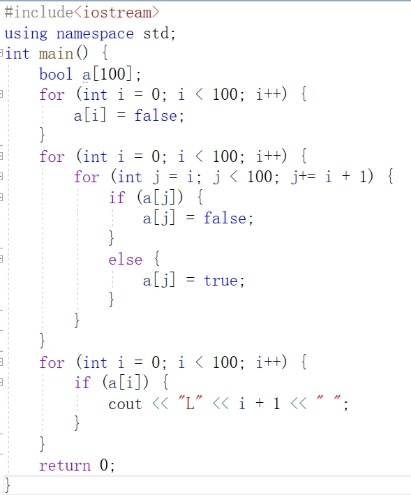 #include<iostream>
using namespace std;
int main() {
    bool a[100];
    for (int i = 0; i < 100; i++) {
        a[i] = false;
    }
    for (int i = 0; i < 100; i++) {
        for (int j = i; j < 100; j+= i + 1) {
            if (a[j]) {
                a[j] = false;
            }
            else {
                a[j] = true;
            }
        }
    }
    for (int i = 0; i < 100; i++) {
        if (a[i]) {
            cout << "L" << i + 1 << " ";
        }
    }
    return 0;
}